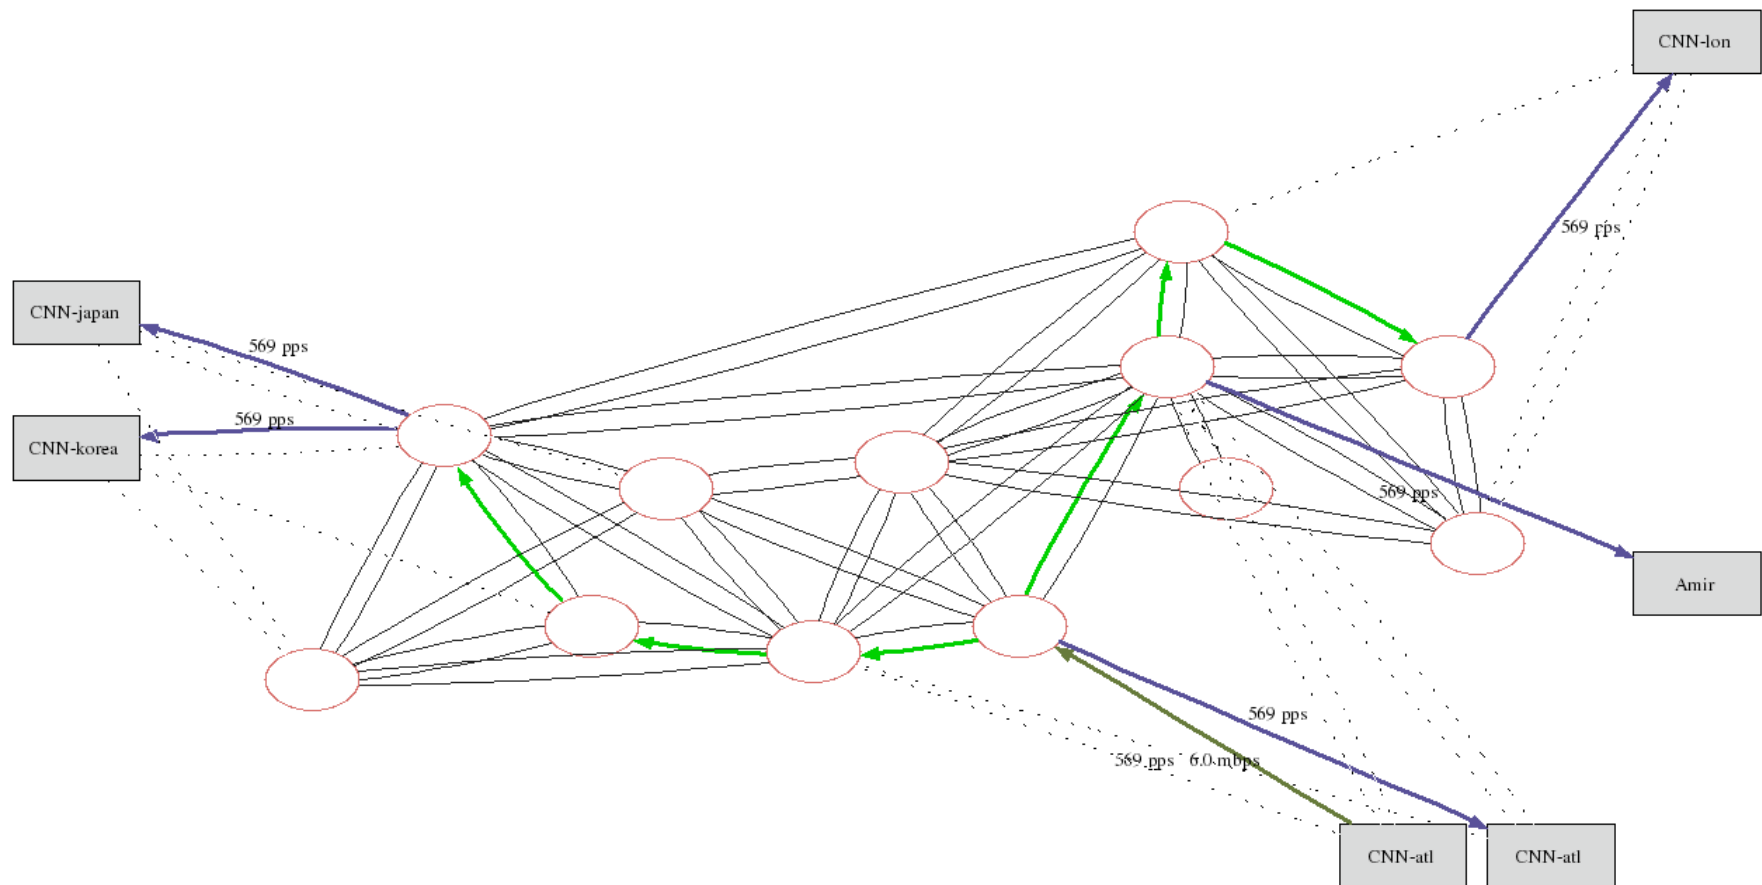 CNN-lon
569 pps
CNN-japan
569 pps
569 pps
CNN-korea
569 pps
Amir
569 pps
569 pps 6.0 mbps
CNN-atl
CNN-atl